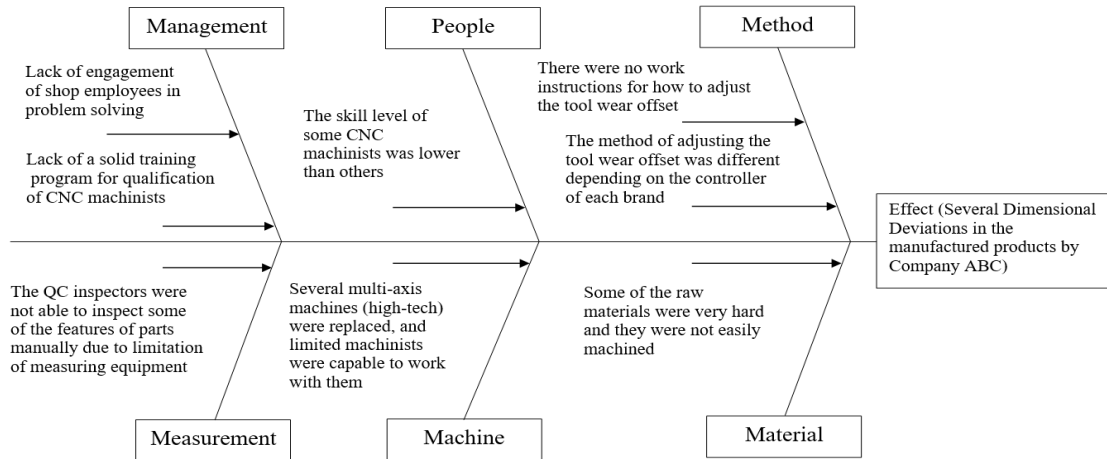 Management
People
Method
Lack of engagement
of shop employees in
problem solving
Lack of a solid training
program for qualification
of CNC machinists
The skill level of
some CNC
machinists was lower
than others
There were no work
instructions for how to adjust
the tool wear offset
The method of adjusting the
tool wear offset was different
depending on the controller
of each brand
Effect (Several Dimensional
Deviations in the
manufactured products by
Company ABC)
The QC inspectors were
not able to inspect some
of the features of parts
manually due to limitation
of measuring equipment
Several multi-axis
machines (high-tech)
were replaced, and
limited machinists
were capable to work
with them
Some of the raw
materials were very hard
and they were not easily
machined
Measurement
Machine
Material